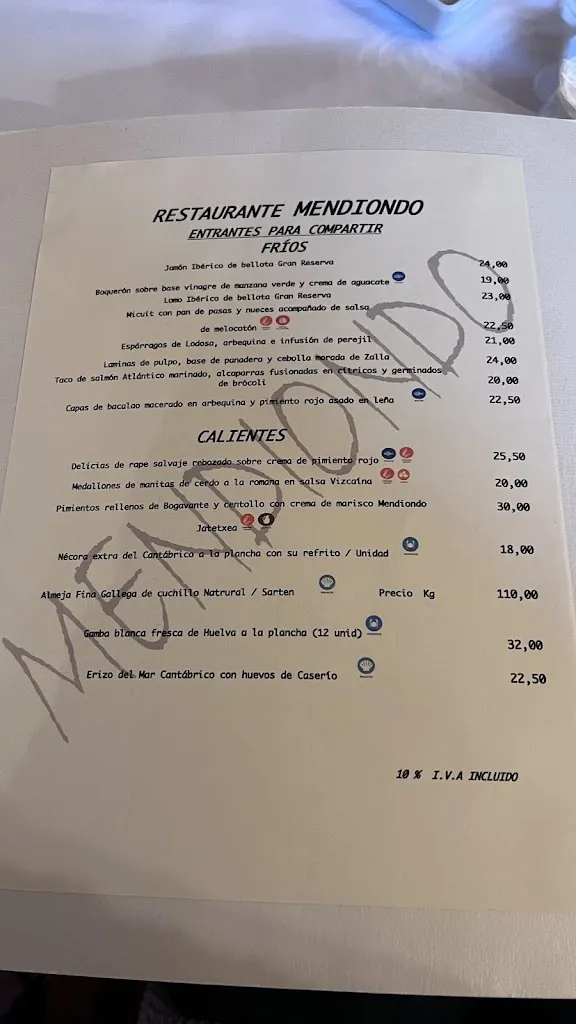 RESTAURANTE MENDIONDO
ENTRANTES PARA COMPARTIR
FRÍOS
Jamón Ibérico de bellota Gran Reserva 24,00
Boquerón sobre base vinagre de manzana verde y crema de aguacate 19,00
Lomo Ibérico de bellota Gran Reserva 23,00
Micuit con pan de pasas y nueces acompañado de salsa
de melocotón 22,50
Espárragos de Lodosa, arbequina e infusión de perejil 21,00
Laminas de pulpo, base de panadera y cebolla morada de Zalla 24,00
Taco de salmón Atlántico marinado, alcaparras fusionadas en cítricos y germinados
de brócoli 20,00
Capas de bacalao macerado en arbequina y pimiento rojo asado en leña 22,50
CALIENTES
Delicias de rape salvaje rebozado sobre crema de pimiento rojo 25,50
Medallones de manitas de cerdo a la romana en salsa Vizcaína 20,00
Pimientos rellenos de Bogavante y centollo con crema de marisco Mendiondo 30,00
Jatetxea
Nécora extra del Cantábrico a la plancha con su refrito / Unidad 18,00
Almeja Fina Gallega de cuchillo Natrural / Sarten Precio Kg 110,00
Gamba blanca fresca de Huelva a la plancha (12 unid) 32,00
Erizo del Mar Cantábrico con huevos de Caserío 22,50
10 % I.V.A INCLUIDO
MENDIONDO